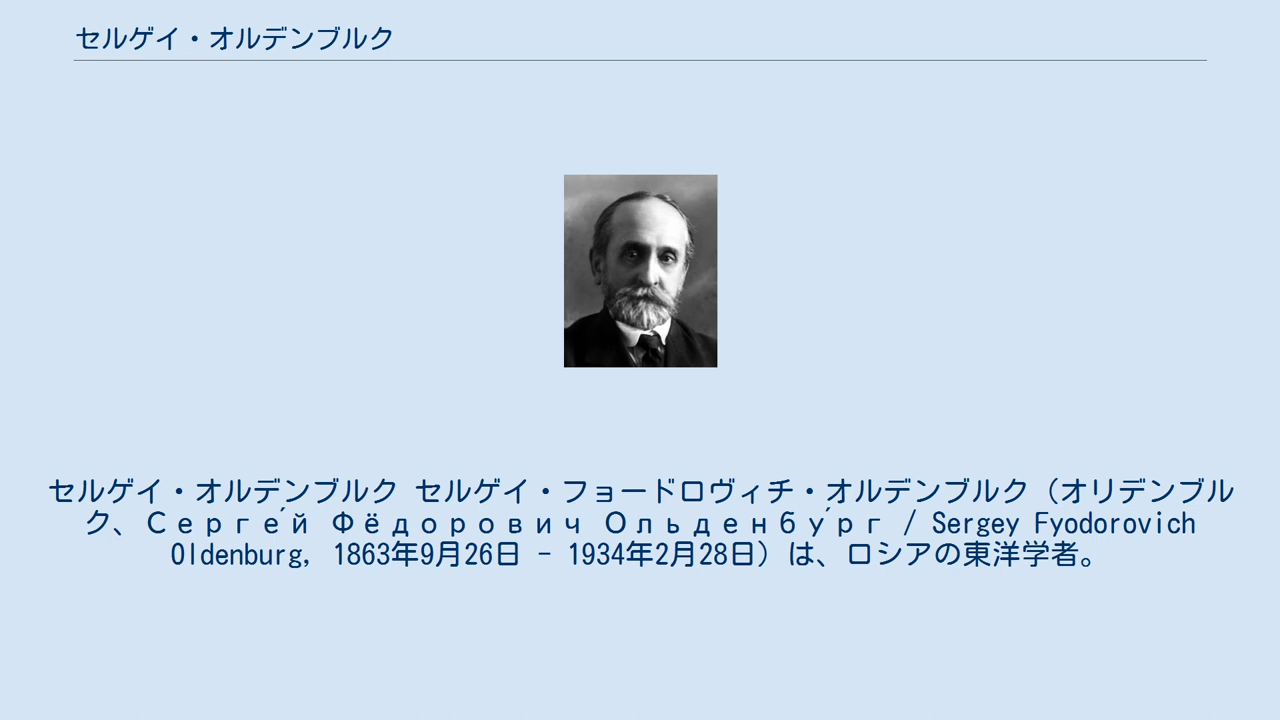 セルゲイ・オルデンブルク
セルゲイ・オルデンブルク セルゲイ・フョードロヴィチ・オルデンブルク（オリデンブル
ク、Серге́й Фёдорович Ольденбу́рг / Sergey Fyodorovich
Oldenburg, 1863年9月26日 - 1934年2月28日）は、ロシアの東洋学者。